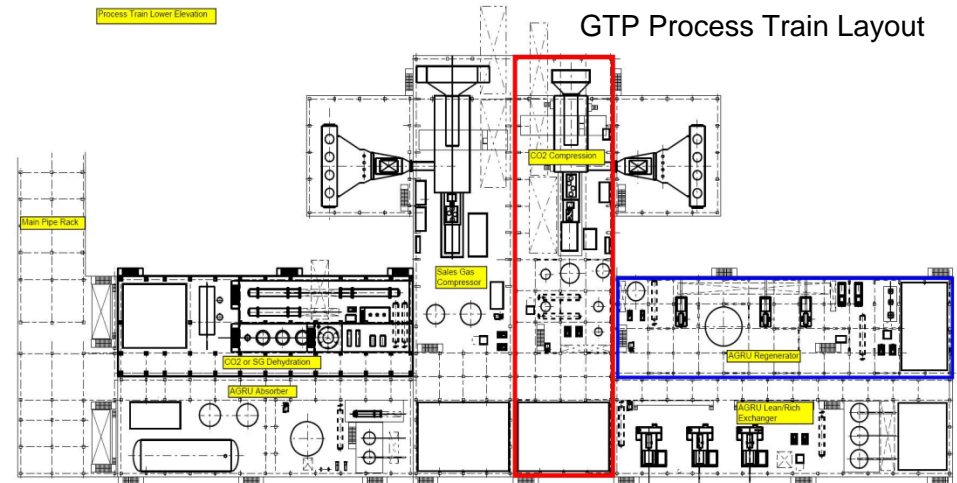 Process Train Lower Elevation
GTP Process Train Layout
CO2 Compression
Main Pipe Rack
Sales Gas
Compressor
CO2 or SG Dehydration
AGRU Regenerator
AGRU Absorber
AGRU Lean/Rich
Exchanger